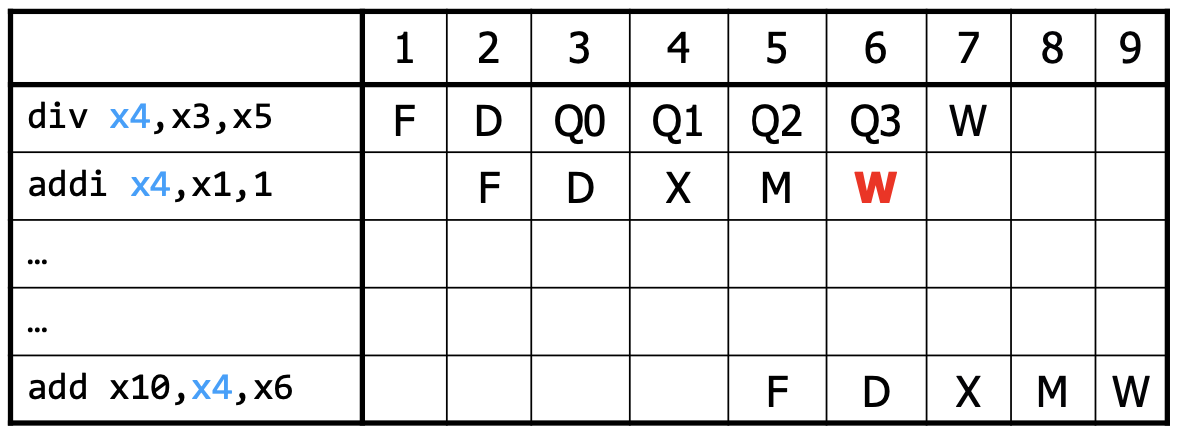 1 2 3 4 5 6 7 8 9
div x4,x3,x5 F D Q0 Q1 Q2 Q3 W
addi x4,x1,1 F D X M W
…
…
add x10,x4,x6 F D X M W